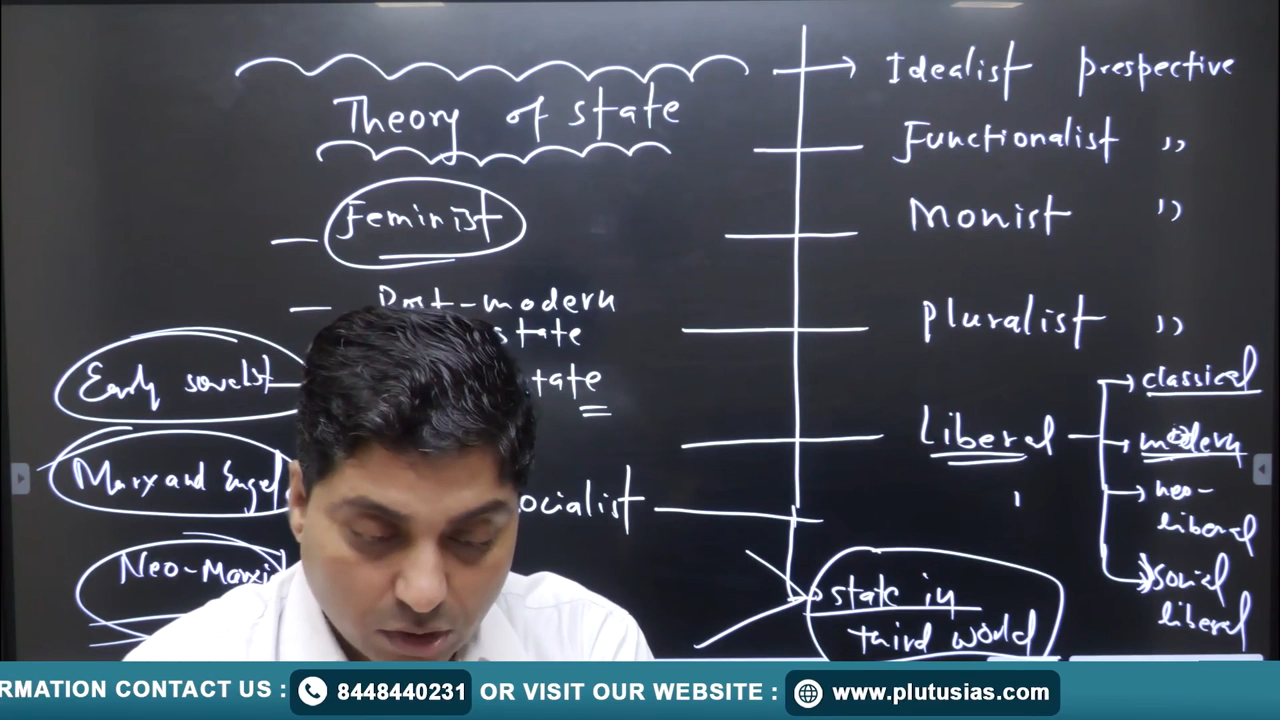 Theory of state
Feminist
Post-modern
state
Early
tate
Marx and Engel
ocialist
Neo-Marxi
Idealist prespective
Functionalist ,,
Monist ,,
Pluralist ,,
Liberal
classical
modern
neo-
liberal
social
liberal
state in
third world
RMATION CONTACT US : 8448440231 OR VISIT OUR WEBSITE : www.plutusias.com